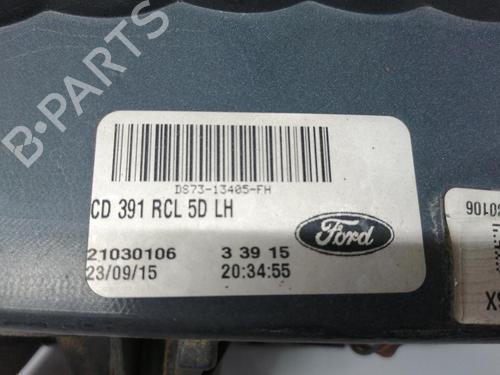 B-PARTS
DS73-13405-FH
CD 391 RCL 5D LH
Ford
21030106 3 39 15
23/09/15 20:34:55